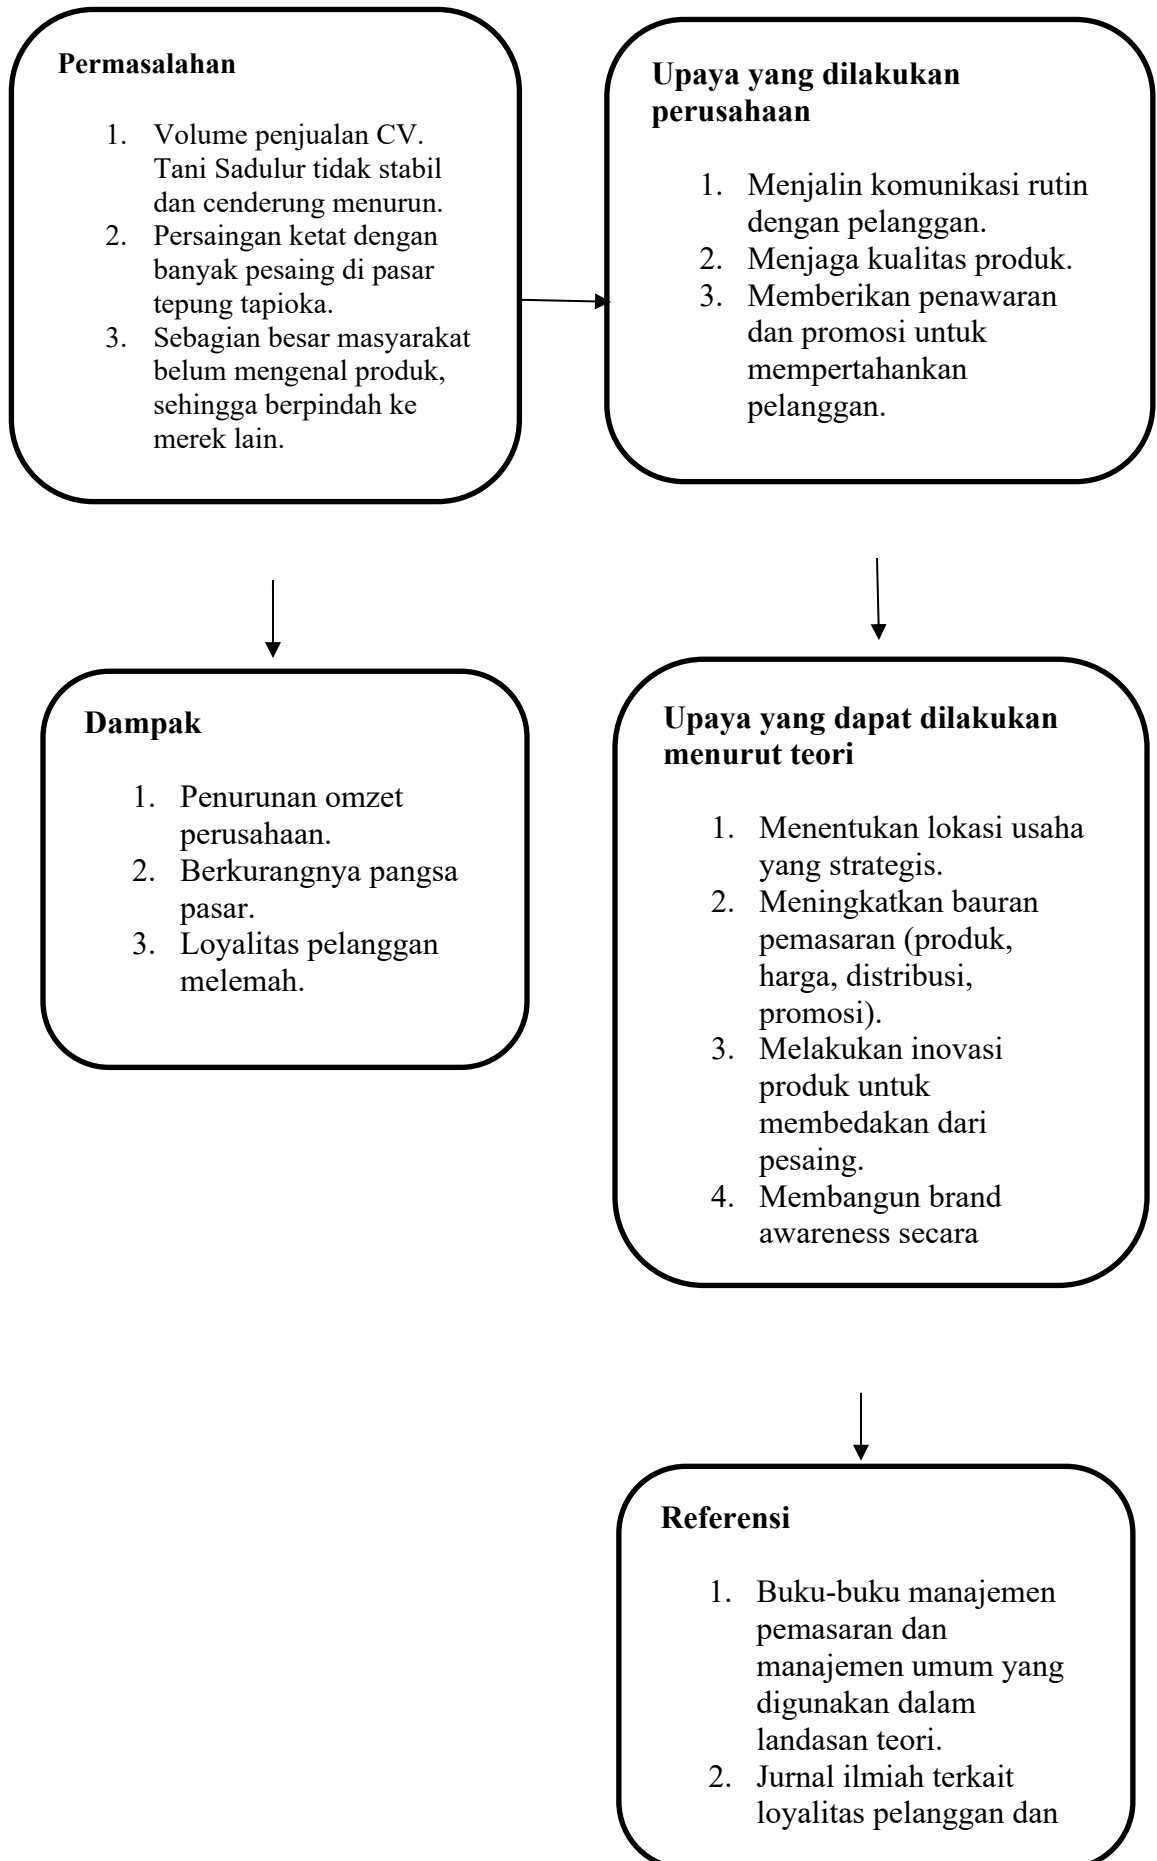 Permasalahan
1. Volume penjualan CV.
Tani Sadulur tidak stabil
dan cenderung menurun.
2. Persaingan ketat dengan
banyak pesaing di pasar
tepung tapioka.
3. Sebagian besar masyarakat
belum mengenal produk,
sehingga berpindah ke
merek lain.
Upaya yang dilakukan
perusahaan
1. Menjalin komunikasi rutin
dengan pelanggan.
2. Menjaga kualitas produk.
3. Memberikan penawaran
dan promosi untuk
mempertahankan
pelanggan.
Dampak
1. Penurunan omzet
perusahaan.
2. Berkurangnya pangsa
pasar.
3. Loyalitas pelanggan
melemah.
Upaya yang dapat dilakukan
menurut teori
1. Menentukan lokasi usaha
yang strategis.
2. Meningkatkan bauran
pemasaran (produk,
harga, distribusi,
promosi).
3. Melakukan inovasi
produk untuk
membedakan dari
pesaing.
4. Membangun brand
awareness secara
Referensi
1. Buku-buku manajemen
pemasaran dan
manajemen umum yang
digunakan dalam
landasan teori.
2. Jurnal ilmiah terkait
loyalitas pelanggan dan